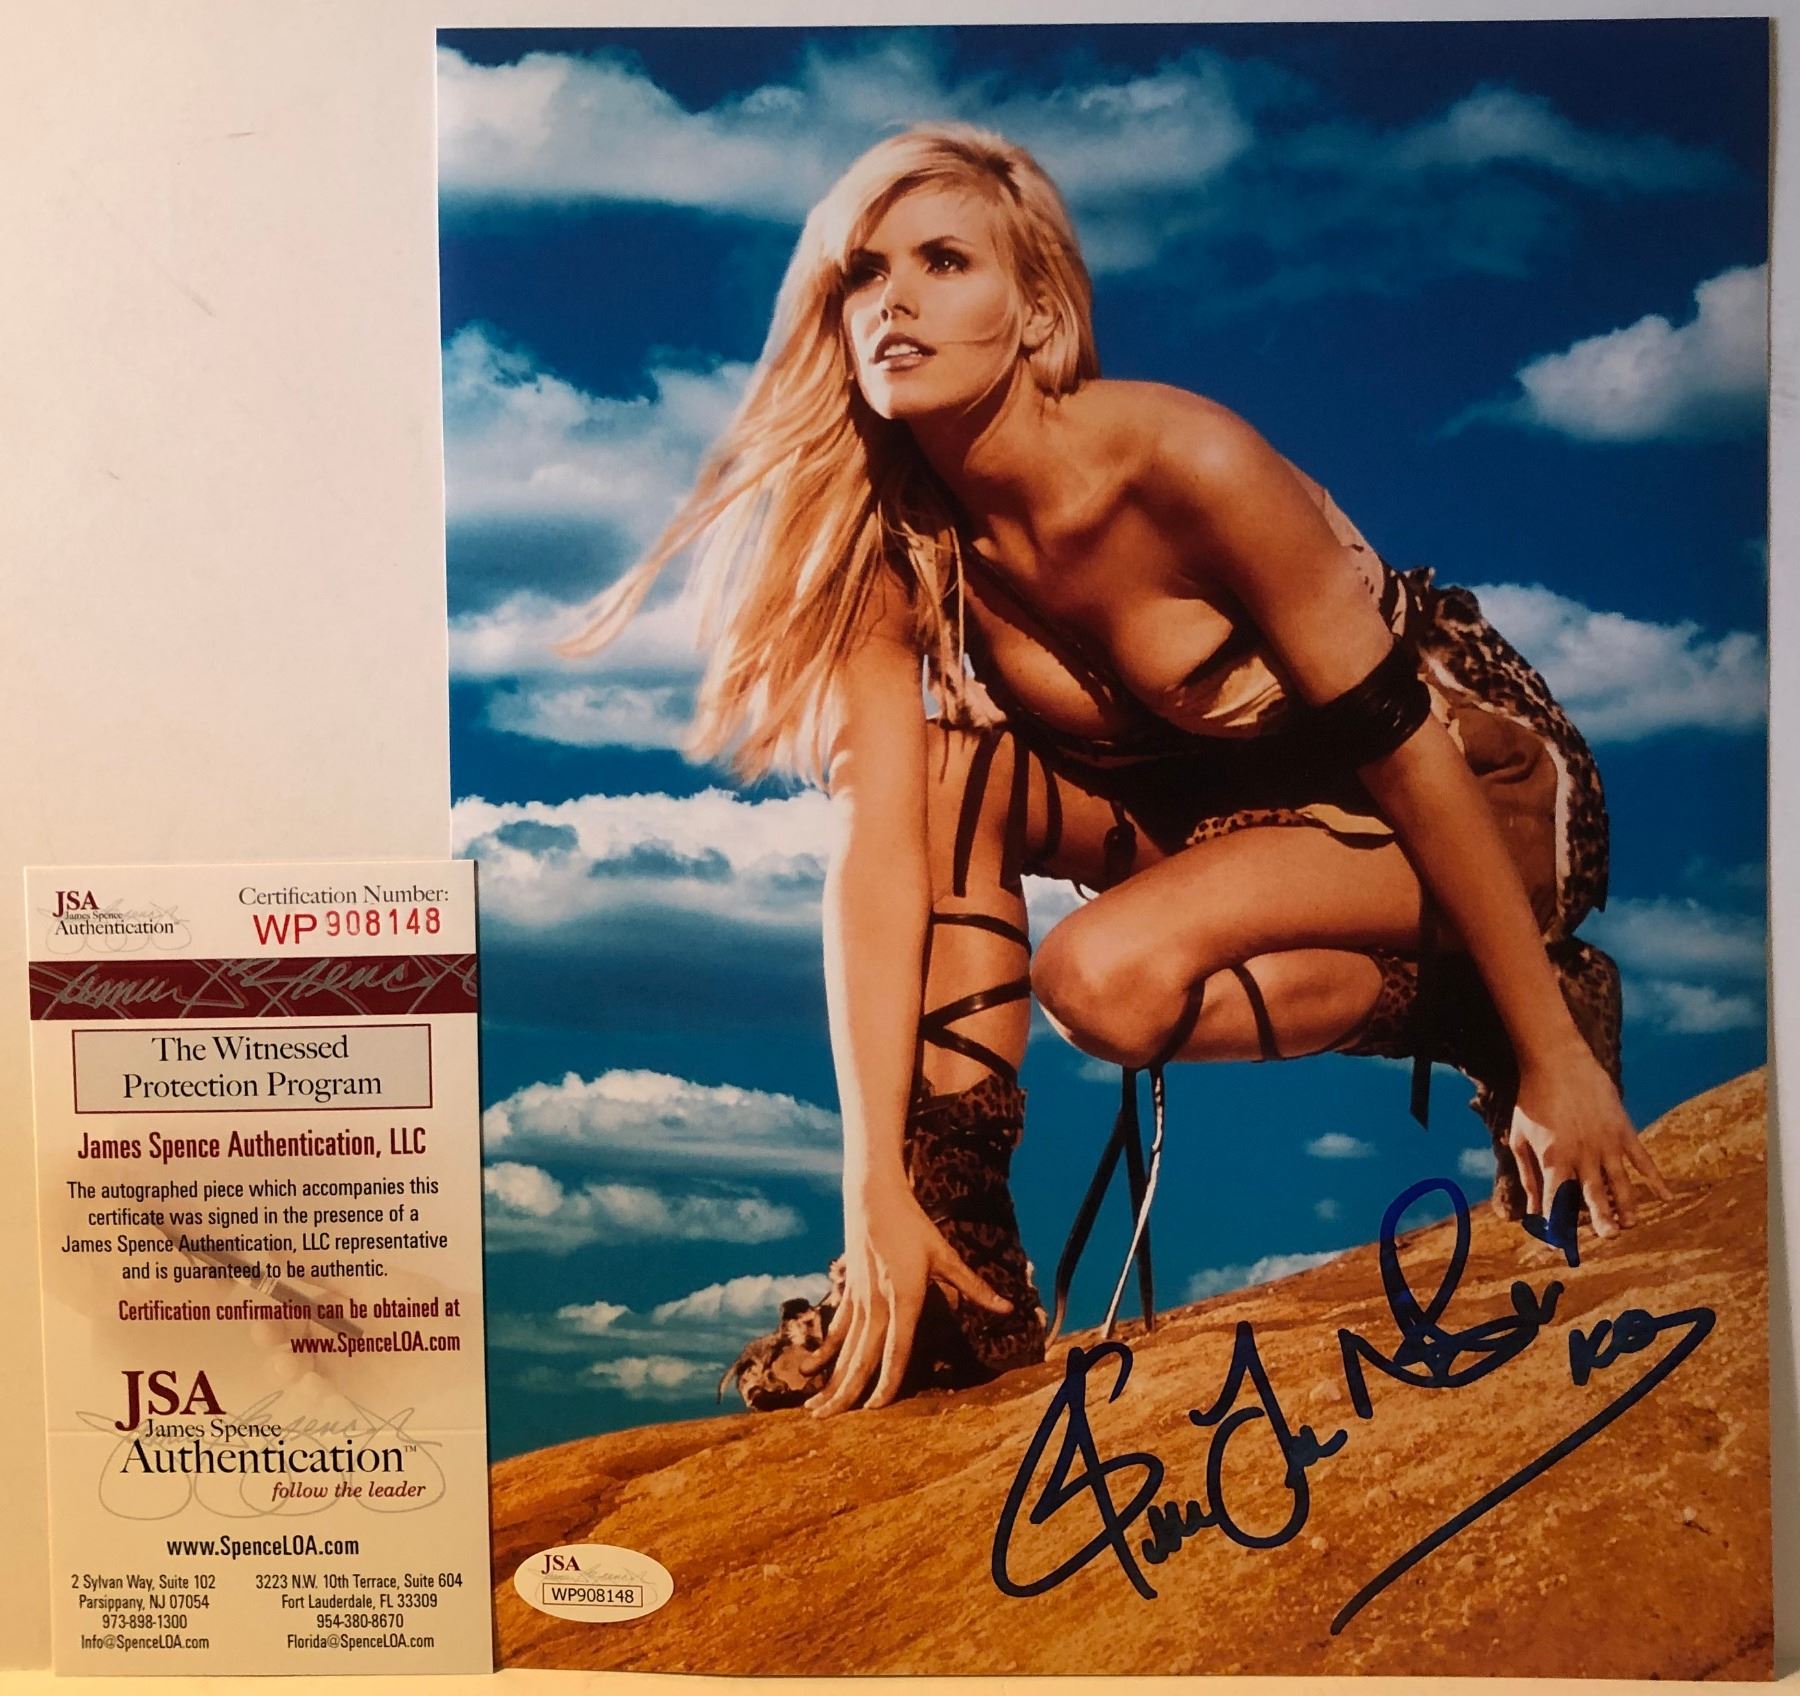 JSA
James Spence
Authentication™
Certification Number:
WP 908148
The Witnessed
Protection Program
James Spence Authentication, LLC
The autographed piece which accompanies this
certificate was signed in the presence of a
James Spence Authentication, LLC representative
and is guaranteed to be authentic.
Certification confirmation can be obtained at
www.SpenceLOA.com
JSA
James Spence
Authentication™
follow the leader
www.SpenceLOA.com
2 Sylvan Way, Suite 102
Parsippany, NJ 07054
973-898-1300
Info@SpenceLOA.com
3223 N.W. 10th Terrace, Suite 604
Fort Lauderdale, FL 33309
954-380-8670
Florida@SpenceLOA.com
JSA
WP908148